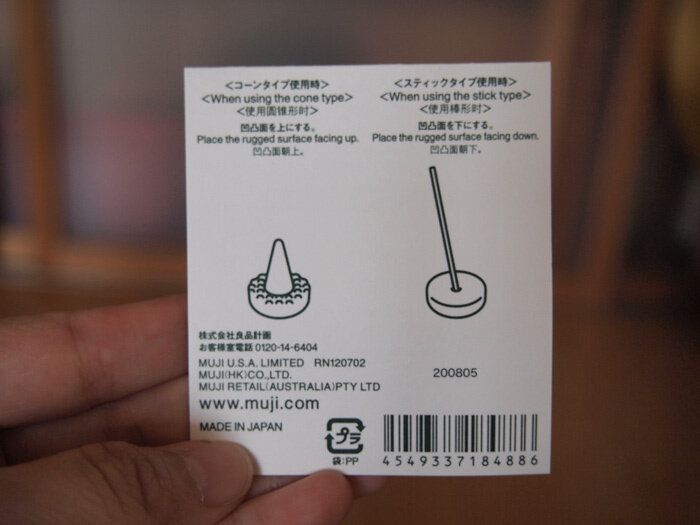 <コーンタイプ使用時>
<When using the cone type>
<使用圆锥形时>
凹凸面を上にする。
Place the rugged surface facing up.
凹凸面朝上。
<スティックタイプ使用時>
<When using the stick type>
<使用棒形时>
凹凸面を下にする。
Place the rugged surface facing down.
凹凸面朝下。
株式会社良品計画
お客様室電話 0120-14-6404
MUJI U.S.A. LIMITED RN120702
MUJI(HK)CO.,LTD.
MUJI RETAIL(AUSTRALIA)PTY LTD
www.muji.com
MADE IN JAPAN
200805
プラ
袋:PP
4549337184886